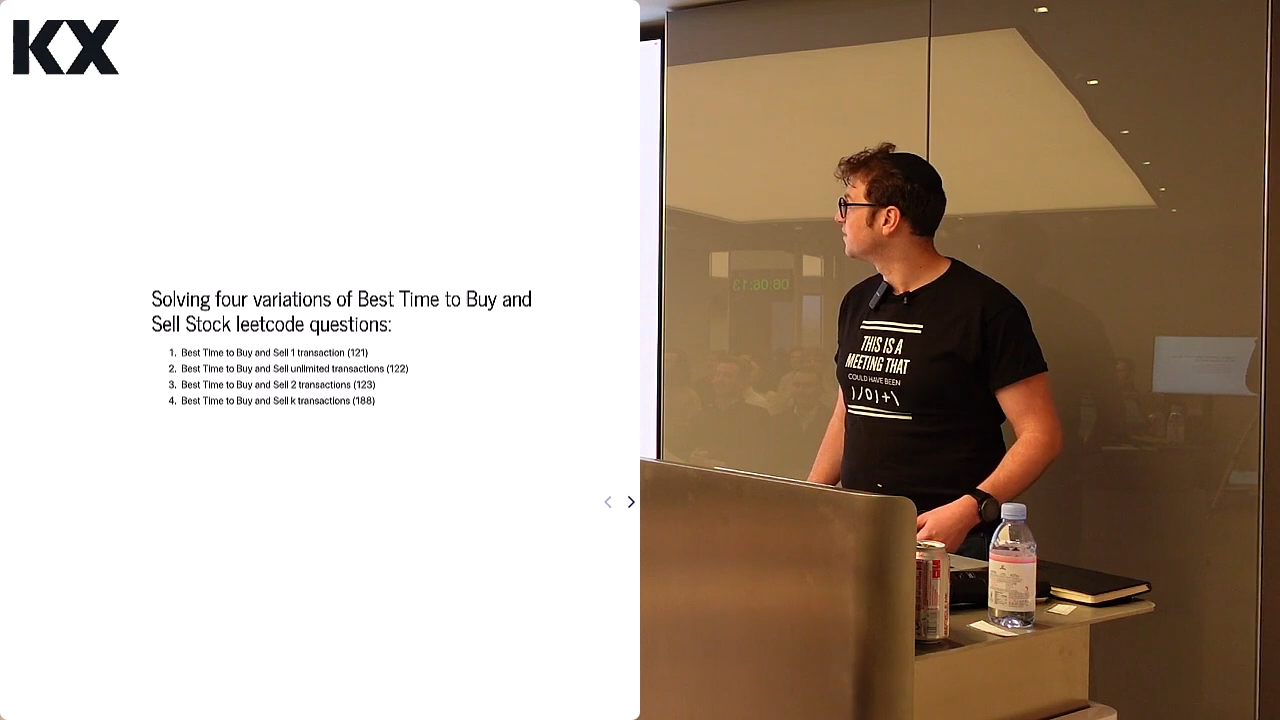 KX
Solving four variations of Best Time to Buy and
Sell Stock leetcode questions:
1. Best Time to Buy and Sell 1 transaction (121)
2. Best Time to Buy and Sell unlimited transactions (122)
3. Best Time to Buy and Sell 2 transactions (123)
4. Best Time to Buy and Sell k transactions (188)
06:06:13
THIS IS A
MEETING THAT
COULD HAVE BEEN